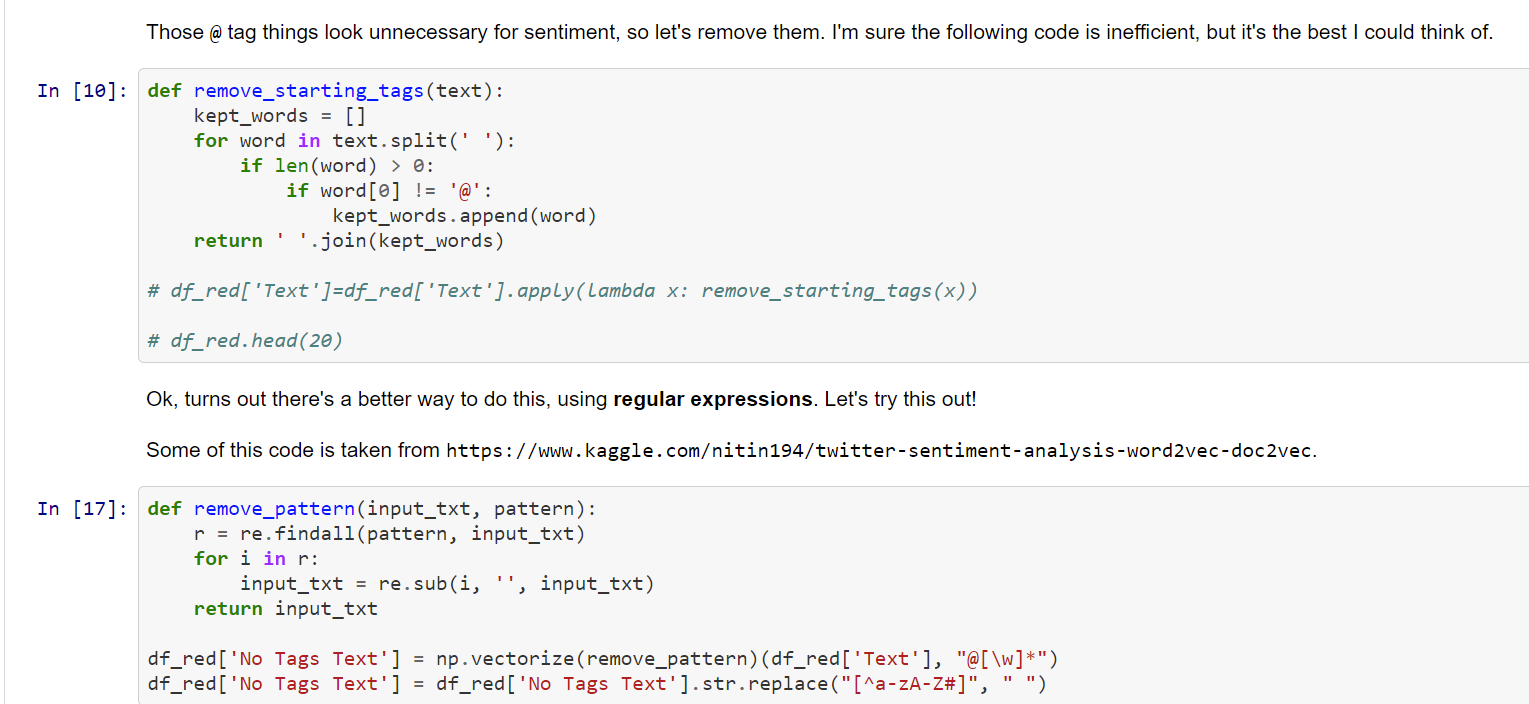 Those @ tag things look unnecessary for sentiment, so let's remove them. I'm sure the following code is inefficient, but it's the best I could think of.
In [10]: def remove_starting_tags(text):
    kept_words = []
    for word in text.split(' '):
        if len(word) > 0:
            if word[0] != '@':
                kept_words.append(word)
    return ' '.join(kept_words)

# df_red['Text']=df_red['Text'].apply(lambda x: remove_starting_tags(x))

# df_red.head(20)
Ok, turns out there's a better way to do this, using regular expressions. Let's try this out!
Some of this code is taken from https://www.kaggle.com/nitin194/twitter-sentiment-analysis-word2vec-doc2vec.
In [17]: def remove_pattern(input_txt, pattern):
    r = re.findall(pattern, input_txt)
    for i in r:
        input_txt = re.sub(i, '', input_txt)
    return input_txt

df_red['No Tags Text'] = np.vectorize(remove_pattern)(df_red['Text'], "@[\w]*")
df_red['No Tags Text'] = df_red['No Tags Text'].str.replace("[^a-zA-Z#]", " ")